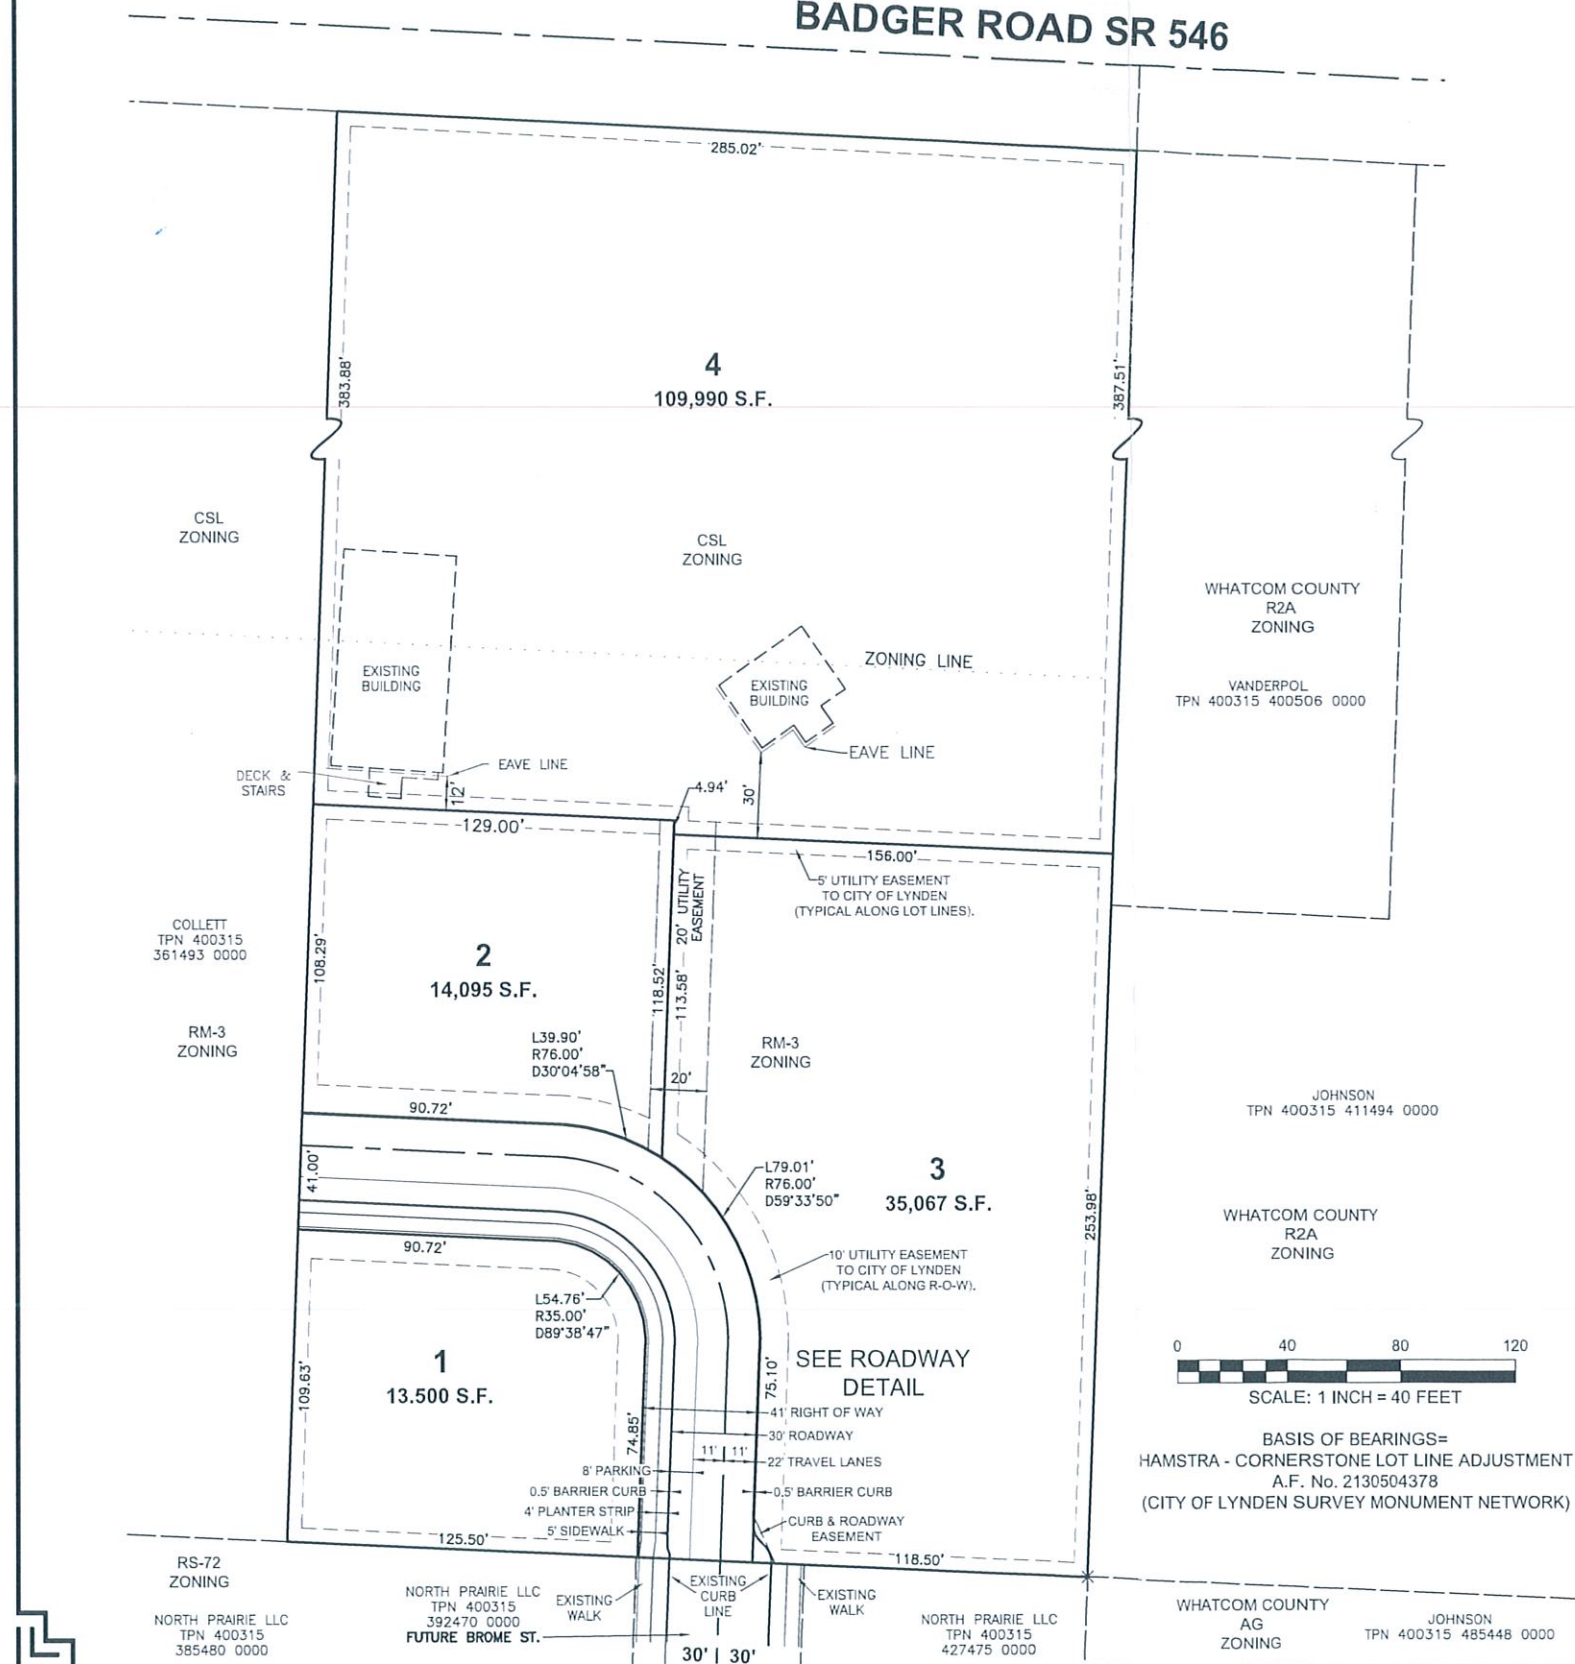 BADGER ROAD SR 546
285.02'
383.88'
387.51'
4
109,990 S.F.
CSL
ZONING
CSL
ZONING
WHATCOM COUNTY
R2A
ZONING
VANDERPOL
TPN 400315 400506 0000
ZONING LINE
EXISTING
BUILDING
EXISTING
BUILDING
EAVE LINE
EAVE LINE
DECK &
STAIRS
12'
4.94'
30'
129.00'
156.00'
5' UTILITY EASEMENT
TO CITY OF LYNDEN
(TYPICAL ALONG LOT LINES).
20' UTILITY
EASEMENT
COLLETT
TPN 400315
361493 0000
108.29'
2
14,095 S.F.
118.52'
113.58'
RM-3
ZONING
L39.90'
R76.00'
D30°04'58"
RM-3
ZONING
20'
90.72'
JOHNSON
TPN 400315 411494 0000
41.00'
L79.01'
R76.00'
D59°33'50"
3
35,067 S.F.
253.98'
WHATCOM COUNTY
R2A
ZONING
90.72'
10' UTILITY EASEMENT
TO CITY OF LYNDEN
(TYPICAL ALONG R-O-W).
L54.76'
R35.00'
D89°38'47"
1
13.500 S.F.
109.63'
74.85'
75.10'
SEE ROADWAY
DETAIL
0 40 80 120
SCALE: 1 INCH = 40 FEET
41' RIGHT OF WAY
30' ROADWAY
11' 11'
22' TRAVEL LANES
8' PARKING
0.5' BARRIER CURB
0.5' BARRIER CURB
4' PLANTER STRIP
5' SIDEWALK
CURB & ROADWAY
EASEMENT
BASIS OF BEARINGS=
HAMSTRA - CORNERSTONE LOT LINE ADJUSTMENT
A.F. No. 2130504378
(CITY OF LYNDEN SURVEY MONUMENT NETWORK)
125.50'
118.50'
RS-72
ZONING
NORTH PRAIRIE LLC
TPN 400315
385480 0000
NORTH PRAIRIE LLC
TPN 400315
392470 0000
FUTURE BROME ST.
EXISTING
WALK
EXISTING
CURB
LINE
EXISTING
WALK
30' 30'
NORTH PRAIRIE LLC
TPN 400315
427475 0000
WHATCOM COUNTY
AG
ZONING
JOHNSON
TPN 400315 485448 0000